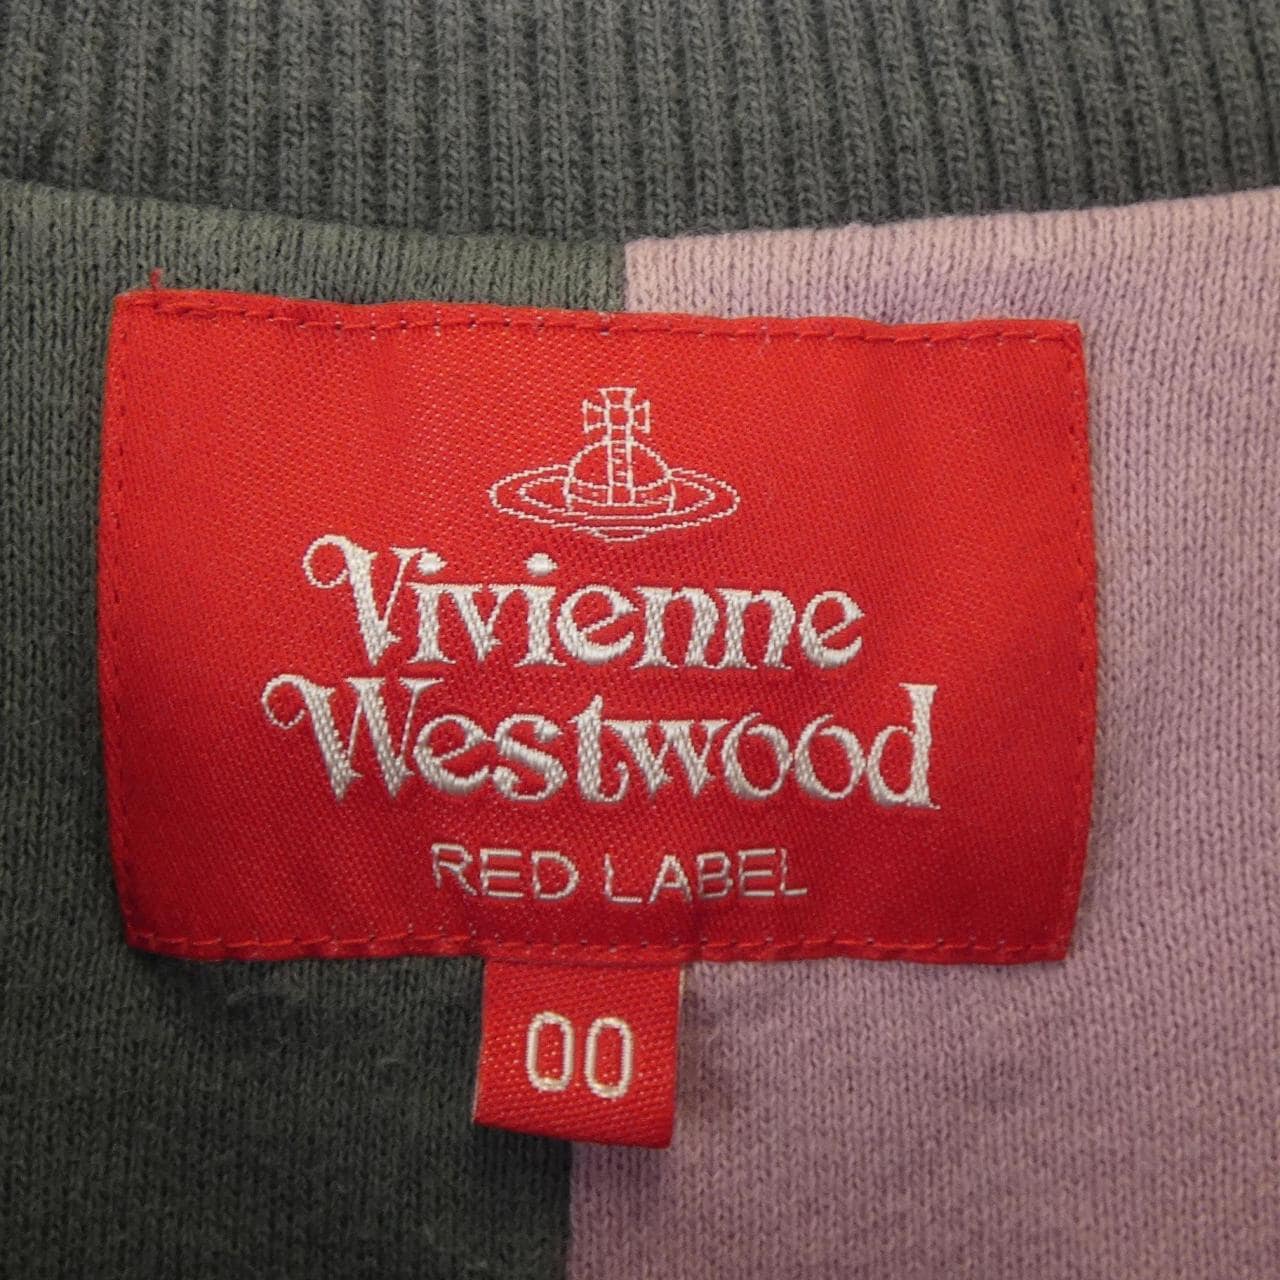 Vivienne
Westwood
RED LABEL
00